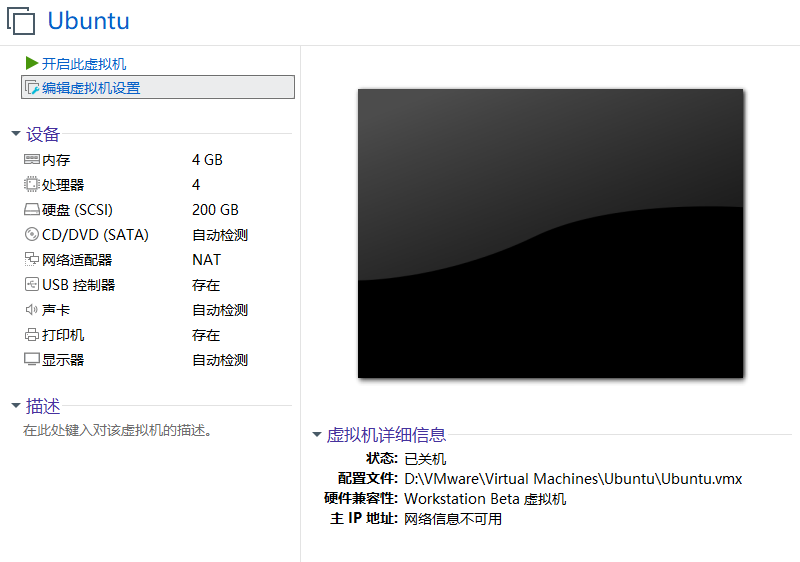 Ubuntu
开启此虚拟机
编辑虚拟机设置
设备
内存 4 GB
处理器 4
硬盘 (SCSI) 200 GB
CD/DVD (SATA) 自动检测
网络适配器 NAT
USB 控制器 存在
声卡 自动检测
打印机 存在
显示器 自动检测
描述
在此处键入对该虚拟机的描述。
虚拟机详细信息
状态: 已关机
配置文件: D:\VMware\Virtual Machines\Ubuntu\Ubuntu.vmx
硬件兼容性: Workstation Beta 虚拟机
主 IP 地址: 网络信息不可用